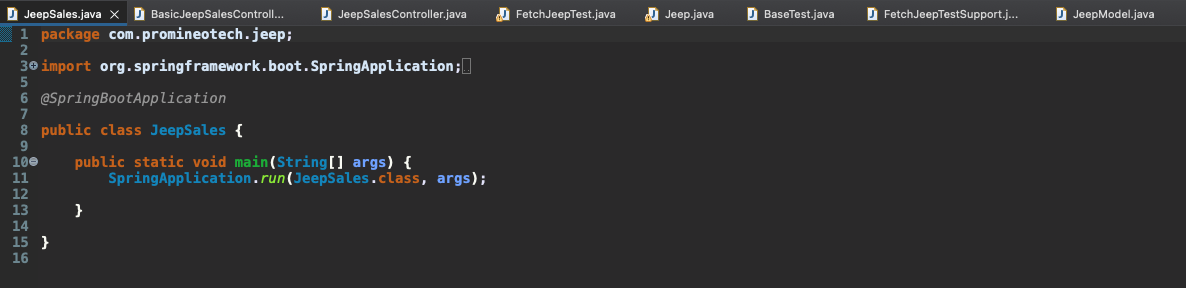 JeepSales.java BasicJeepSalesControll... JeepSalesController.java FetchJeepTest.java Jeep.java BaseTest.java FetchJeepTestSupport.j... JeepModel.java
1 package com.promineotech.jeep;
2
3 import org.springframework.boot.SpringApplication;
5
6 @SpringBootApplication
7
8 public class JeepSales {
9
10 public static void main(String[] args) {
11 SpringApplication.run(JeepSales.class, args);
12
13 }
14
15 }
16